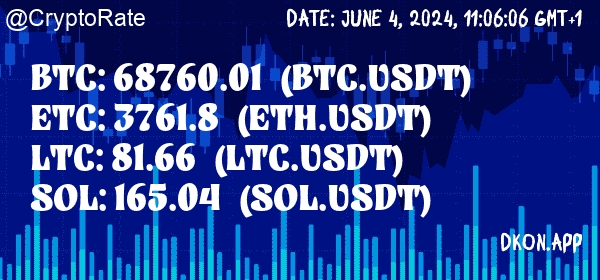 @CryptoRate
DATE: JUNE 4, 2024, 11:06:06 GMT+1
BTC: 68760.01 (BTC.USDT)
ETC: 3761.8 (ETH.USDT)
LTC: 81.66 (LTC.USDT)
SOL: 165.04 (SOL.USDT)
DKON.APP